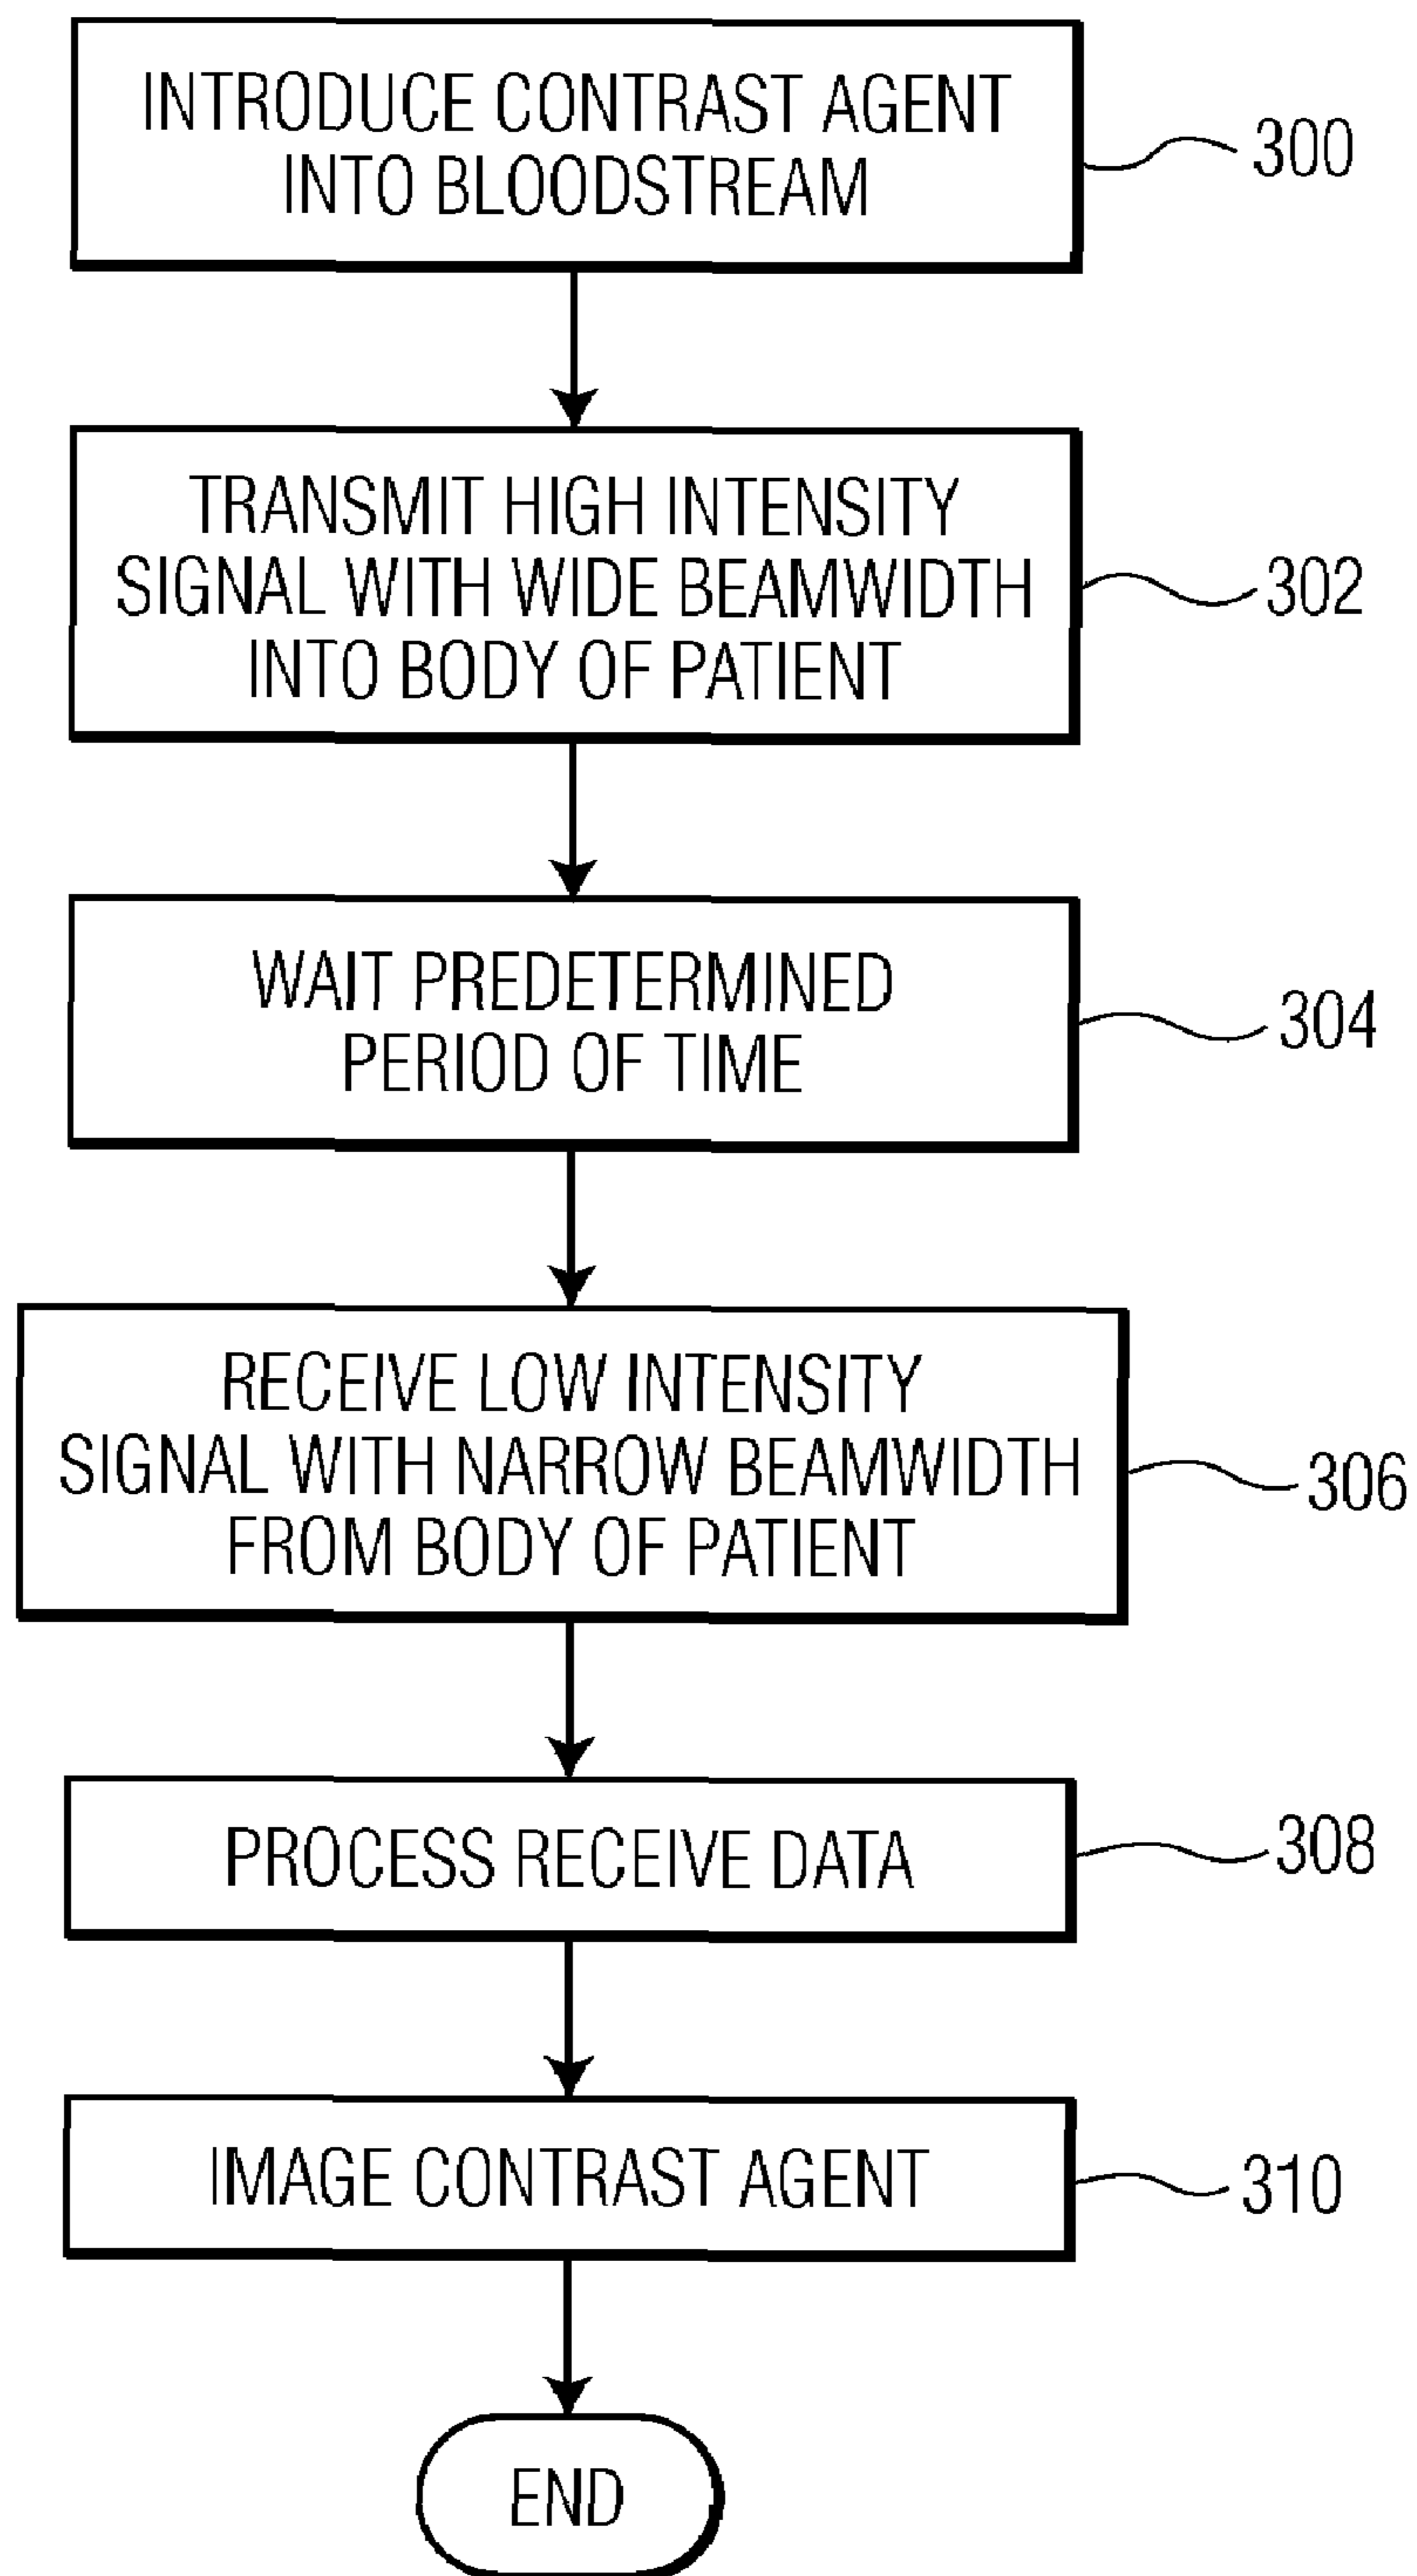 INTRODUCE CONTRAST AGENT
INTO BLOODSTREAM
300
TRANSMIT HIGH INTENSITY
SIGNAL WITH WIDE BEAMWIDTH
INTO BODY OF PATIENT
302
WAIT PREDETERMINED
PERIOD OF TIME
304
RECEIVE LOW INTENSITY
SIGNAL WITH NARROW BEAMWIDTH
FROM BODY OF PATIENT
306
PROCESS RECEIVE DATA
308
IMAGE CONTRAST AGENT
310
END